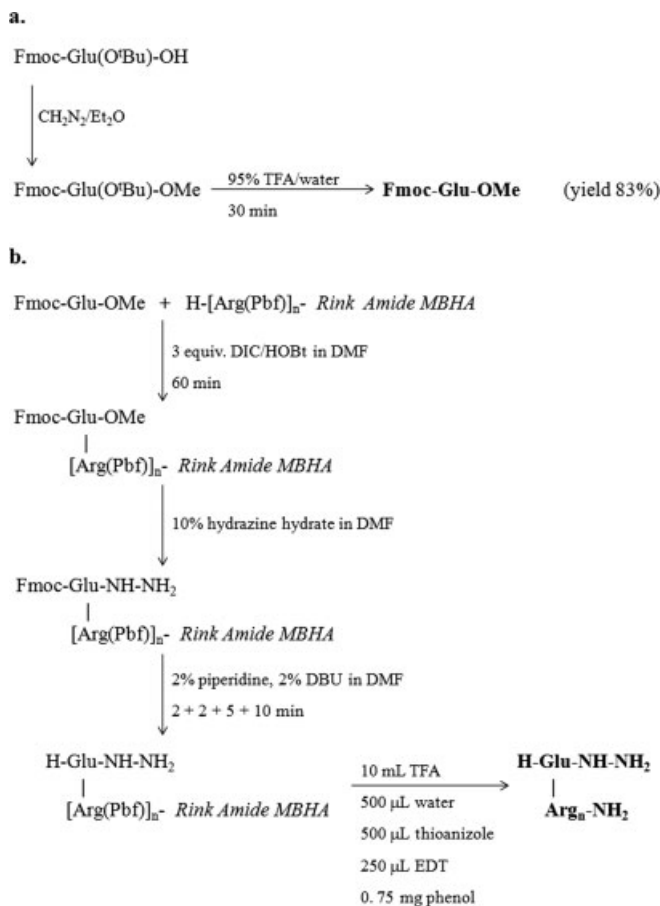 a.
Fmoc-Glu(OᵗBu)-OH
CH₂N₂/Et₂O
Fmoc-Glu(OᵗBu)-OMe 95% TFA/water Fmoc-Glu-OMe (yield 83%)
30 min
b.
Fmoc-Glu-OMe + H-[Arg(Pbf)]ₙ- Rink Amide MBHA
3 equiv. DIC/HOBt in DMF
60 min
Fmoc-Glu-OMe
[Arg(Pbf)]ₙ- Rink Amide MBHA
10% hydrazine hydrate in DMF
Fmoc-Glu-NH-NH₂
[Arg(Pbf)]ₙ- Rink Amide MBHA
2% piperidine, 2% DBU in DMF
2 + 2 + 5 + 10 min
H-Glu-NH-NH₂
[Arg(Pbf)]ₙ- Rink Amide MBHA
10 mL TFA
500 μL water
500 μL thioanizole
250 μL EDT
0. 75 mg phenol
H-Glu-NH-NH₂
Argₙ-NH₂